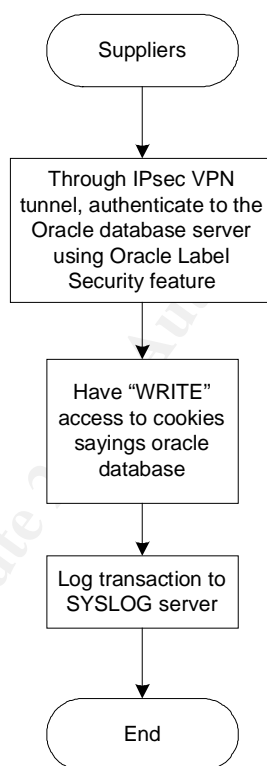 Suppliers
Through IPsec VPN
tunnel, authenticate to the
Oracle database server
using Oracle Label
Security feature
Have “WRITE”
access to cookies
sayings oracle
database
Log transaction to
SYSLOG server
End